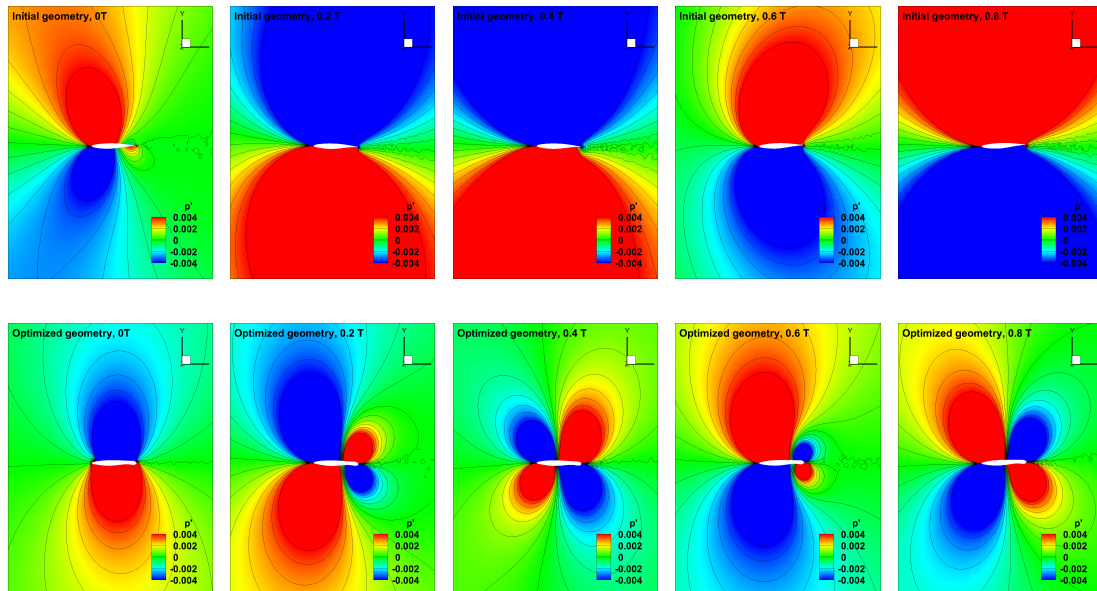 Initial geometry, 0T
Y
p'
0.004
0.002
0
-0.002
-0.004
Initial geometry, 0.2 T
Y
p'
0.004
0.002
0
-0.002
-0.004
Initial geometry, 0.4 T
Y
p'
0.004
0.002
0
-0.002
-0.004
Initial geometry, 0.6 T
Y
p'
0.004
0.002
0
-0.002
-0.004
Initial geometry, 0.8 T
Y
p'
0.004
0.002
0
-0.002
-0.004
Optimized geometry, 0T
Y
p'
0.004
0.002
0
-0.002
-0.004
Optimized geometry, 0.2 T
Y
p'
0.004
0.002
0
-0.002
-0.004
Optimized geometry, 0.4 T
Y
p'
0.004
0.002
0
-0.002
-0.004
Optimized geometry, 0.6 T
Y
p'
0.004
0.002
0
-0.002
-0.004
Optimized geometry, 0.8 T
Y
p'
0.004
0.002
0
-0.002
-0.004